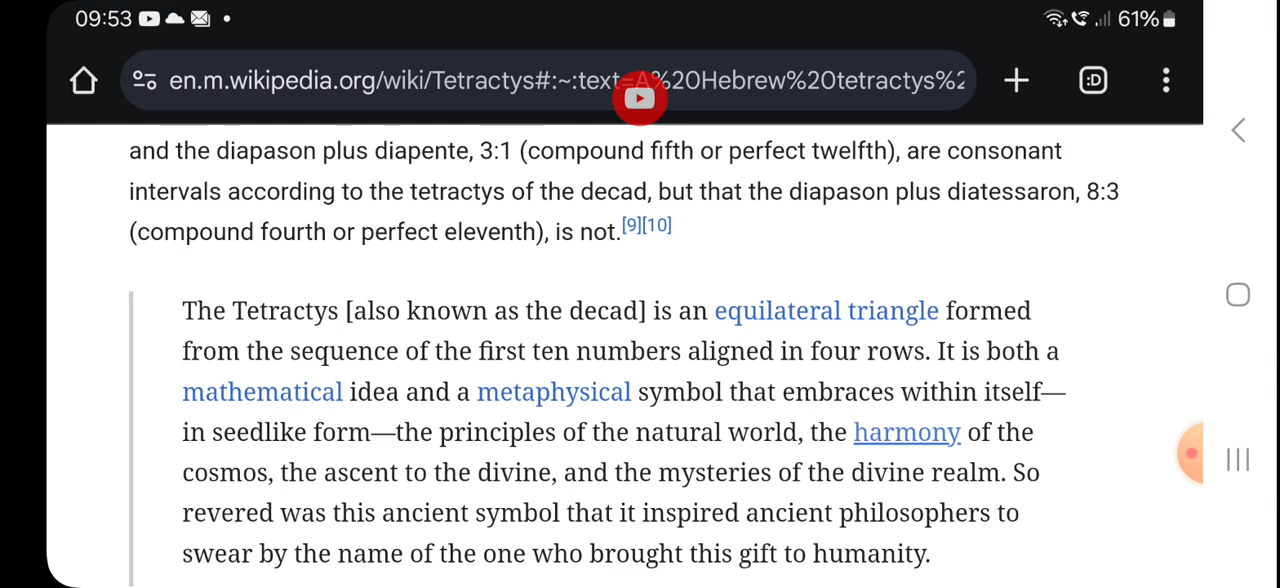 09:53 61%
en.m.wikipedia.org/wiki/Tetractys#:~:text=A%20Hebrew%20tetractys%2
:D
and the diapason plus diapente, 3:1 (compound fifth or perfect twelfth), are consonant
intervals according to the tetractys of the decad, but that the diapason plus diatessaron, 8:3
(compound fourth or perfect eleventh), is not.[9][10]
The Tetractys [also known as the decad] is an equilateral triangle formed
from the sequence of the first ten numbers aligned in four rows. It is both a
mathematical idea and a metaphysical symbol that embraces within itself—
in seedlike form—the principles of the natural world, the harmony of the
cosmos, the ascent to the divine, and the mysteries of the divine realm. So
revered was this ancient symbol that it inspired ancient philosophers to
swear by the name of the one who brought this gift to humanity.